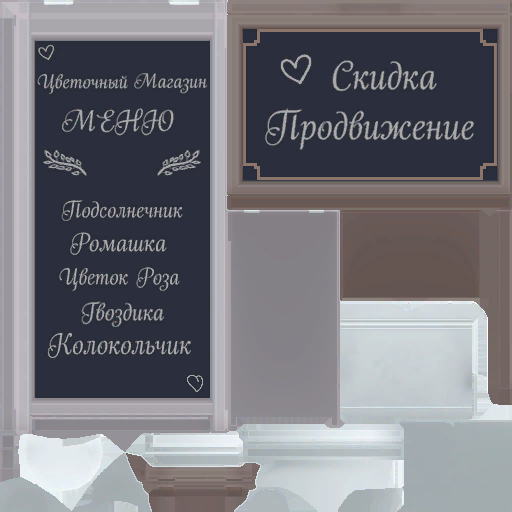 Цветочный Магазин
МЕНЮ
Подсолнечник
Ромашка
Цветок Роза
Гвоздика
Колокольчик
Скидка
Продвижение